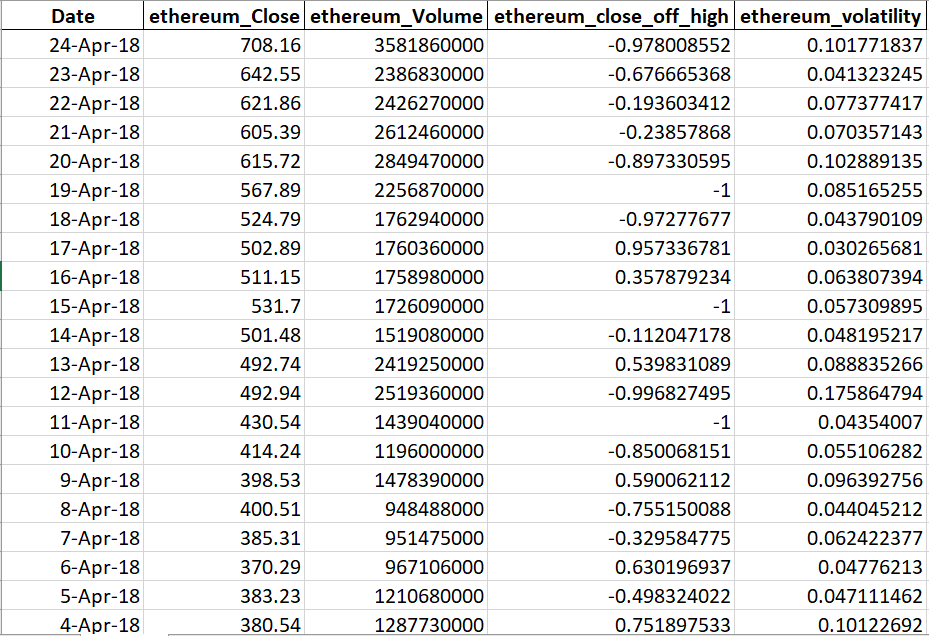 Date ethereum_Close ethereum_Volume ethereum_close_off_high ethereum_volatility
24-Apr-18 708.16 3581860000 -0.978008552 0.101771837
23-Apr-18 642.55 2386830000 -0.676665368 0.041323245
22-Apr-18 621.86 2426270000 -0.193603412 0.077377417
21-Apr-18 605.39 2612460000 -0.23857868 0.070357143
20-Apr-18 615.72 2849470000 -0.897330595 0.102889135
19-Apr-18 567.89 2256870000 -1 0.085165255
18-Apr-18 524.79 1762940000 -0.97277677 0.043790109
17-Apr-18 502.89 1760360000 0.957336781 0.030265681
16-Apr-18 511.15 1758980000 0.357879234 0.063807394
15-Apr-18 531.7 1726090000 -1 0.057309895
14-Apr-18 501.48 1519080000 -0.112047178 0.048195217
13-Apr-18 492.74 2419250000 0.539831089 0.088835266
12-Apr-18 492.94 2519360000 -0.996827495 0.175864794
11-Apr-18 430.54 1439040000 -1 0.04354007
10-Apr-18 414.24 1196000000 -0.850068151 0.055106282
9-Apr-18 398.53 1478390000 0.590062112 0.096392756
8-Apr-18 400.51 948488000 -0.755150088 0.044045212
7-Apr-18 385.31 951475000 -0.329584775 0.062422377
6-Apr-18 370.29 967106000 0.630196937 0.04776213
5-Apr-18 383.23 1210680000 -0.498324022 0.047111462
4-Apr-18 380.54 1287730000 0.751897533 0.10122692